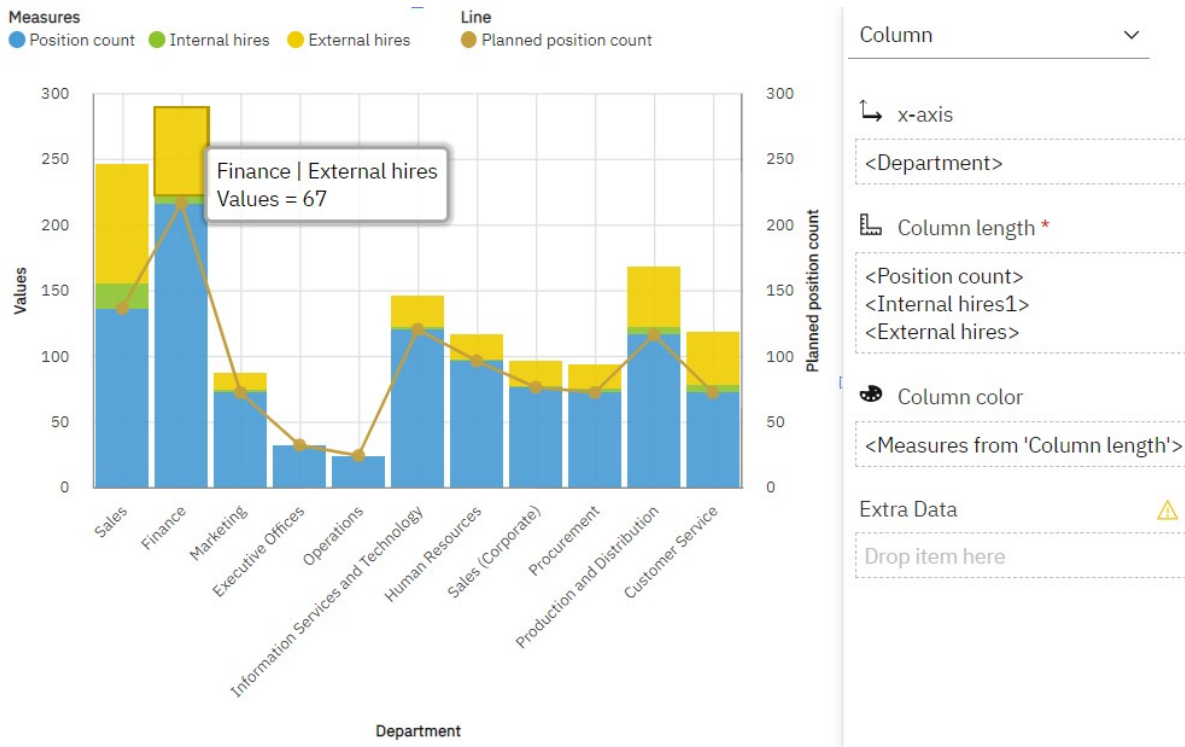 Measures
Position count Internal hires External hires
Line
Planned position count
300
250
200
150
100
50
0
Values
Finance | External hires
Values = 67
300
250
200
150
100
50
0
Planned position count
Sales
Finance
Marketing
Executive Offices
Operations
Information Services and Technology
Human Resources
Sales (Corporate)
Procurement
Production and Distribution
Customer Service
Department
Column
x-axis
<Department>
Column length *
<Position count>
<Internal hires1>
<External hires>
Column color
<Measures from 'Column length'>
Extra Data
Drop item here